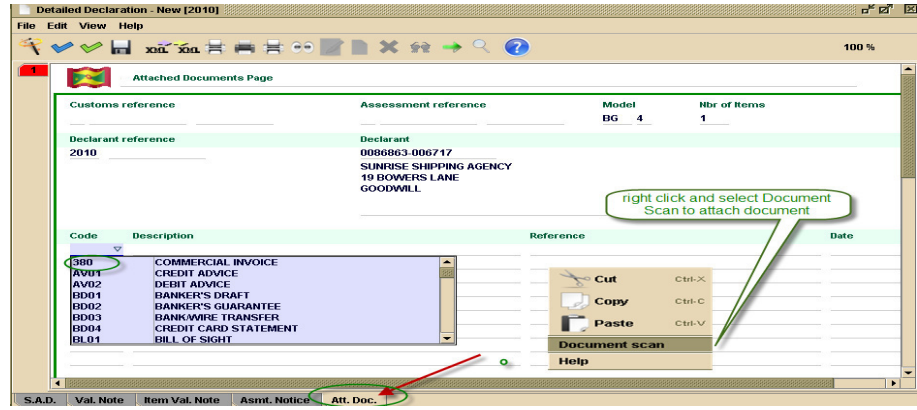 Detailed Declaration - New [2010]
File Edit View Help
XML XML ? 100 %
1
Attached Documents Page
Customs reference Assessment reference Model Nbr of Items
BG 4 1
Declarant reference Declarant
2010 0086863-006717
SUNRISE SHIPPING AGENCY
19 BOWERS LANE
GOODWILL
right click and select Document
Scan to attach document
Code Description Reference Date
380 COMMERCIAL INVOICE
AV01 CREDIT ADVICE
AV02 DEBIT ADVICE
BD01 BANKER'S DRAFT
BD02 BANKER'S GUARANTEE
BD03 BANK/WIRE TRANSFER
BD04 CREDIT CARD STATEMENT
BL01 BILL OF SIGHT
Cut Ctrl-X
Copy Ctrl-C
Paste Ctrl-V
Document scan
Help
S.A.D. Val. Note Item Val. Note Asmt. Notice Att. Doc.